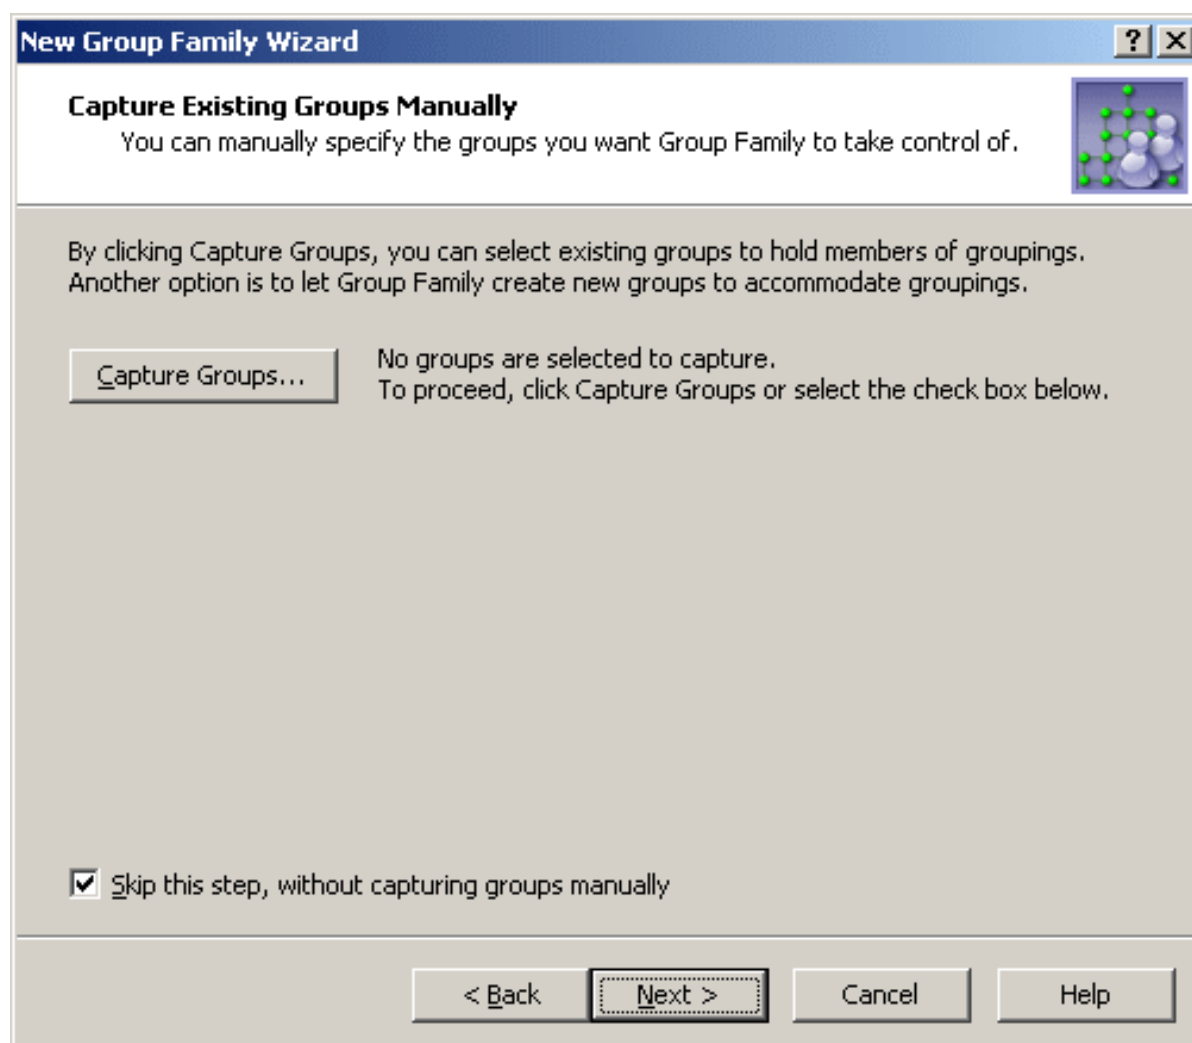 New Group Family Wizard
Capture Existing Groups Manually
You can manually specify the groups you want Group Family to take control of.
By clicking Capture Groups, you can select existing groups to hold members of groupings.
Another option is to let Group Family create new groups to accommodate groupings.
Capture Groups...
No groups are selected to capture.
To proceed, click Capture Groups or select the check box below.
Skip this step, without capturing groups manually
< Back
Next >
Cancel
Help